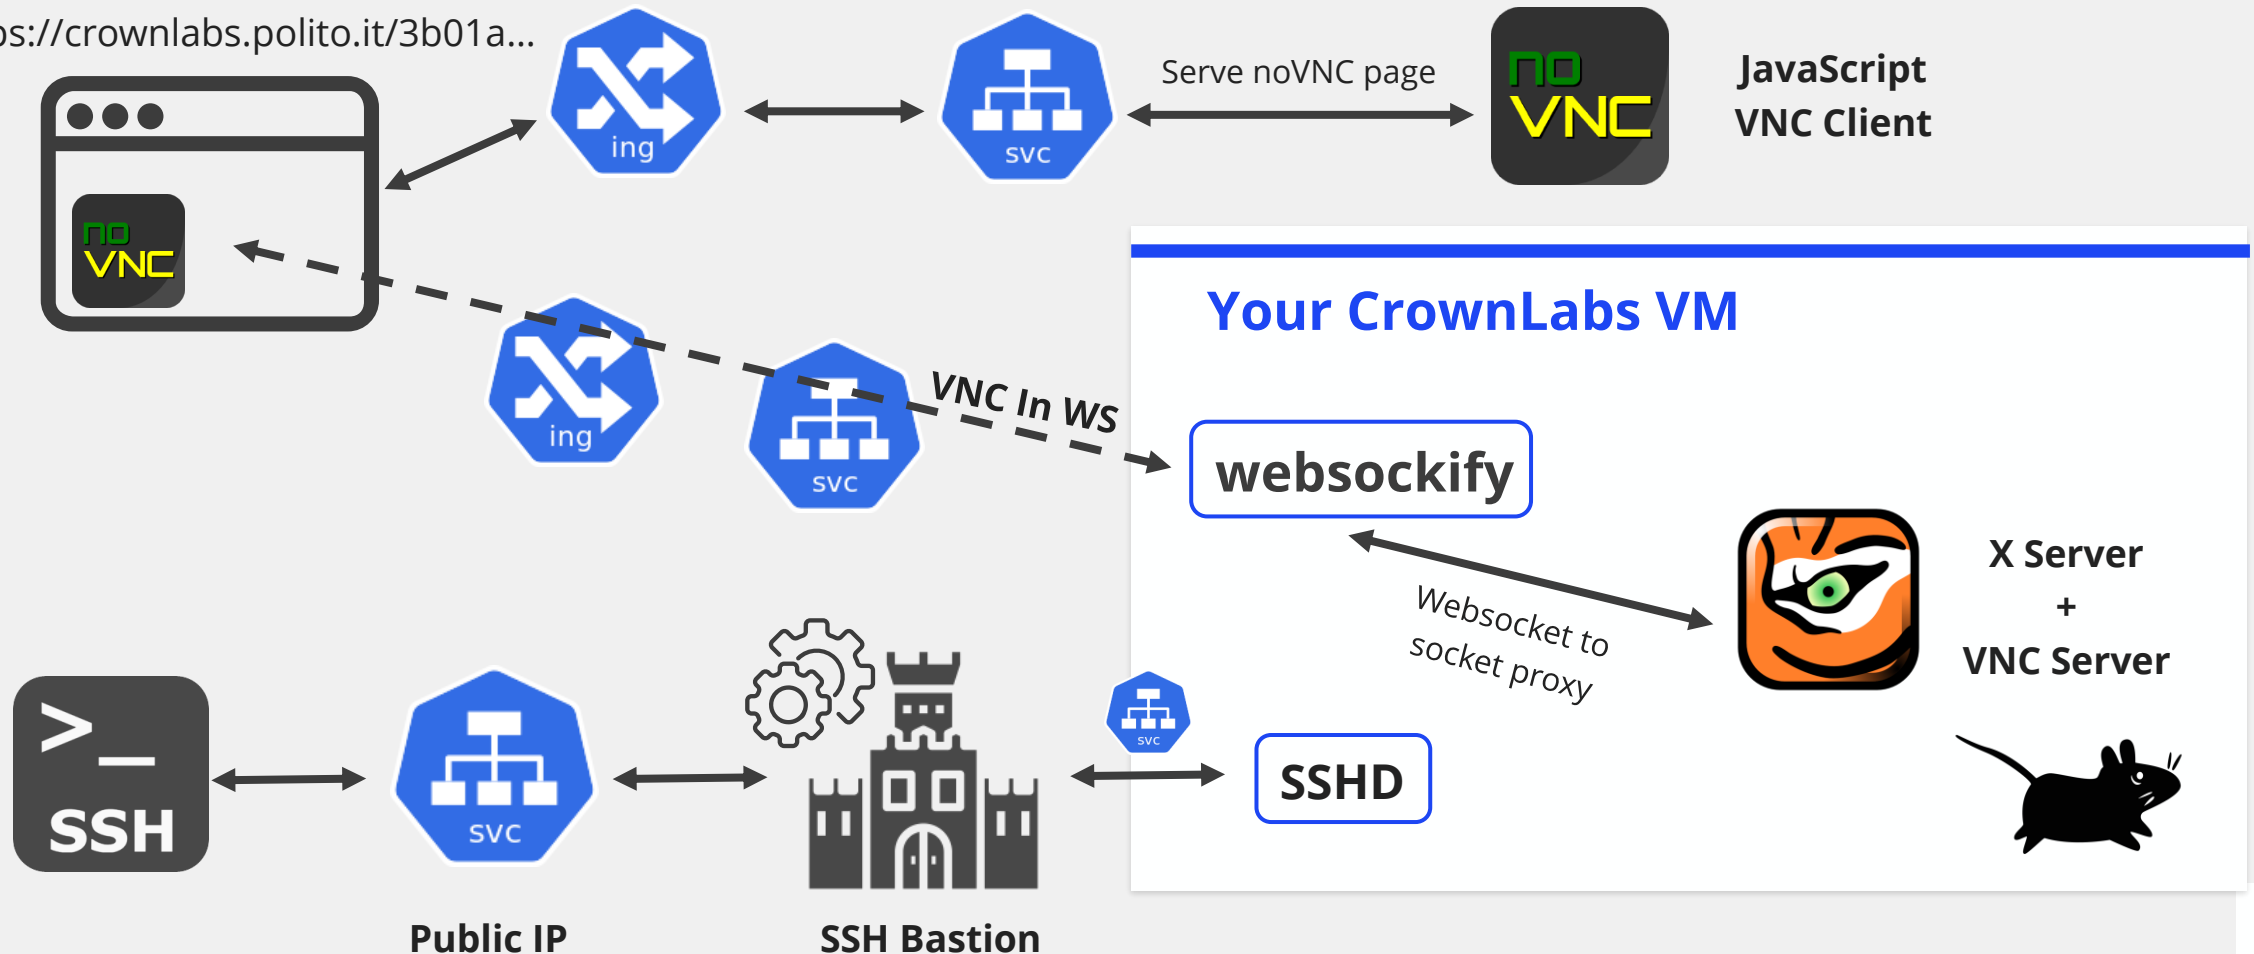 ps://crownlabs.polito.it/3b01a...
ing
svc
Serve noVNC page
no
VNC
JavaScript
VNC Client
no
VNC
ing
svc
VNC In WS
Your CrownLabs VM
websockify
Websocket to
socket proxy
X Server
+
VNC Server
>_
SSH
svc
Public IP
SSH Bastion
svc
SSHD